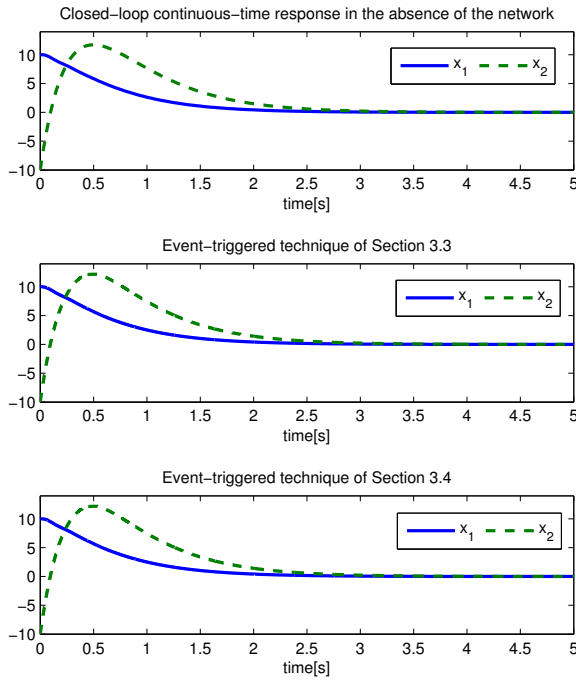 Closed−loop continuous−time response in the absence of the network
10
5
0
−5
−10
x1 x2
0 0.5 1 1.5 2 2.5 3 3.5 4 4.5 5
time[s]
Event−triggered technique of Section 3.3
10
5
0
−5
−10
x1 x2
0 0.5 1 1.5 2 2.5 3 3.5 4 4.5 5
time[s]
Event−triggered technique of Section 3.4
10
5
0
−5
−10
x1 x2
0 0.5 1 1.5 2 2.5 3 3.5 4 4.5 5
time[s]